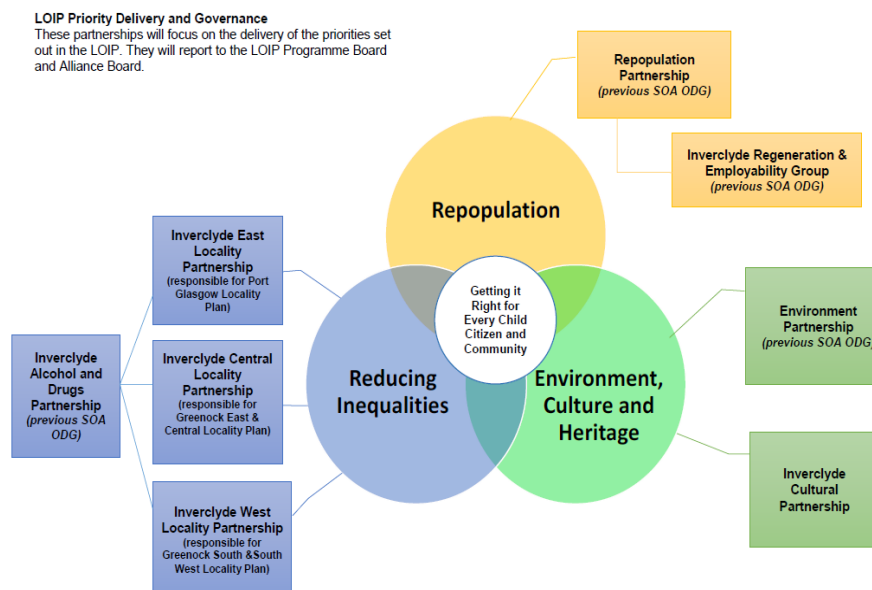 LOIP Priority Delivery and Governance
These partnerships will focus on the delivery of the priorities set
out in the LOIP. They will report to the LOIP Programme Board
and Alliance Board.
Repopulation
Partnership
(previous SOA ODG)
Inverclyde Regeneration &
Employability Group
(previous SOA ODG)
Repopulation
Inverclyde East
Locality
Partnership
(responsible for Port
Glasgow Locality
Plan)
Getting it
Right for
Every Child
Citizen and
Community
Environment
Partnership
(previous SOA ODG)
Inverclyde
Alcohol and
Drugs
Partnership
(previous SOA
ODG)
Inverclyde Central
Locality
Partnership
(responsible for
Greenock East &
Central Locality Plan)
Reducing
Inequalities
Environment,
Culture and
Heritage
Inverclyde
Cultural
Partnership
Inverclyde West
Locality Partnership
(responsible for
Greenock South &South
West Locality Plan)